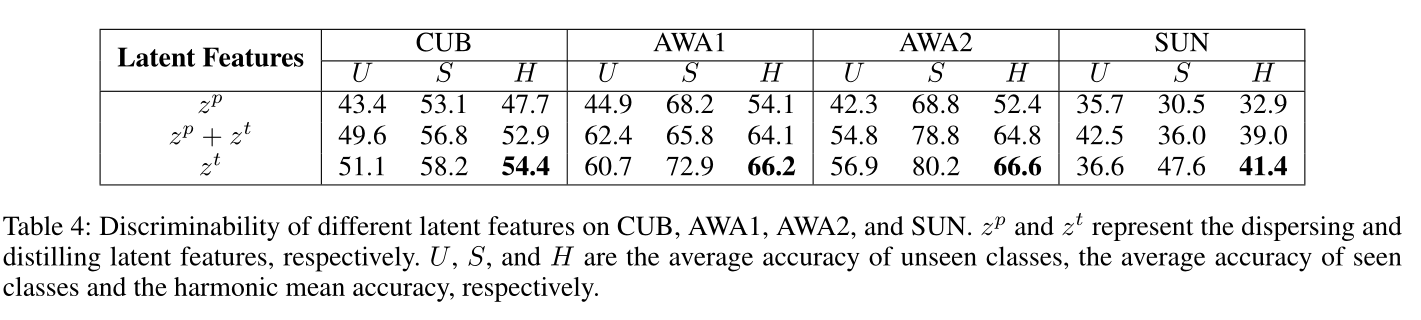 Latent Features CUB AWA1 AWA2 SUN
U S H U S H U S H U S H
z^p 43.4 53.1 47.7 44.9 68.2 54.1 42.3 68.8 52.4 35.7 30.5 32.9
z^p + z^t 49.6 56.8 52.9 62.4 65.8 64.1 54.8 78.8 64.8 42.5 36.0 39.0
z^t 51.1 58.2 54.4 60.7 72.9 66.2 56.9 80.2 66.6 36.6 47.6 41.4
Table 4: Discriminability of different latent features on CUB, AWA1, AWA2, and SUN. z^p and z^t represent the dispersing and
distilling latent features, respectively. U, S, and H are the average accuracy of unseen classes, the average accuracy of seen
classes and the harmonic mean accuracy, respectively.